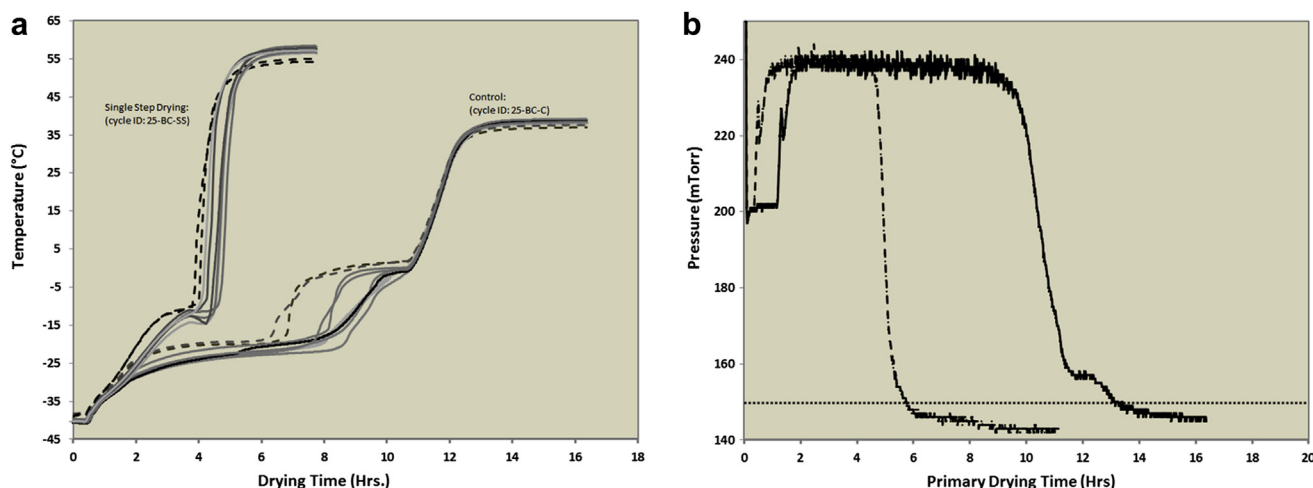 a
65
55
45
35
25
15
5
-5
-15
-25
-35
-45
Temperature (°C)
Single Step Drying:
(cycle ID: 25-BC-SS)
Control:
(cycle ID: 25-BC-C)
0 2 4 6 8 10 12 14 16 18
Drying Time (Hrs.)
b
240
220
200
180
160
140
Pressure (mTorr)
0 2 4 6 8 10 12 14 16 18 20
Primary Drying Time (Hrs)